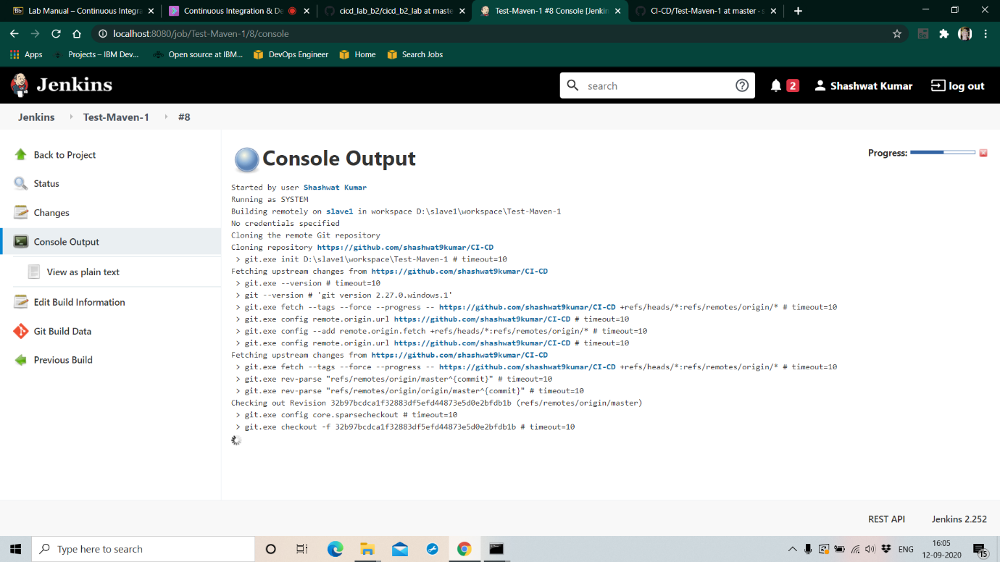 Lab Manual – Continuous Integra
Continuous Integration & De
cicd_lab_b2/cicd_b2_lab at maste
Test-Maven-1 #8 Console [Jenkin
CI-CD/Test-Maven-1 at master · s
localhost:8080/job/Test-Maven-1/8/console
Apps
Projects – IBM Dev...
Open source at IBM...
DevOps Engineer
Home
Search Jobs
Jenkins
search
2
Shashwat Kumar
log out
Jenkins
Test-Maven-1
#8
Back to Project
Status
Changes
Console Output
View as plain text
Edit Build Information
Git Build Data
Previous Build
Console Output
Progress:
Started by user Shashwat Kumar
Running as SYSTEM
Building remotely on slave1 in workspace D:\slave1\workspace\Test-Maven-1
No credentials specified
Cloning the remote Git repository
Cloning repository https://github.com/shashwat9kumar/CI-CD
> git.exe init D:\slave1\workspace\Test-Maven-1 # timeout=10
Fetching upstream changes from https://github.com/shashwat9kumar/CI-CD
> git.exe --version # timeout=10
> git --version # 'git version 2.27.0.windows.1'
> git.exe fetch --tags --force --progress -- https://github.com/shashwat9kumar/CI-CD +refs/heads/*:refs/remotes/origin/* # timeout=10
> git.exe config remote.origin.url https://github.com/shashwat9kumar/CI-CD # timeout=10
> git.exe config --add remote.origin.fetch +refs/heads/*:refs/remotes/origin/* # timeout=10
> git.exe config remote.origin.url https://github.com/shashwat9kumar/CI-CD # timeout=10
Fetching upstream changes from https://github.com/shashwat9kumar/CI-CD
> git.exe fetch --tags --force --progress -- https://github.com/shashwat9kumar/CI-CD +refs/heads/*:refs/remotes/origin/* # timeout=10
> git.exe rev-parse "refs/remotes/origin/master^{commit}" # timeout=10
> git.exe rev-parse "refs/remotes/origin/origin/master^{commit}" # timeout=10
Checking out Revision 32b97bcdca1f32883df5efd44873e5d0e2bfdb1b (refs/remotes/origin/master)
> git.exe config core.sparsecheckout # timeout=10
> git.exe checkout -f 32b97bcdca1f32883df5efd44873e5d0e2bfdb1b # timeout=10
REST API
Jenkins 2.252
Type here to search
ENG
16:05
12-09-2020
15